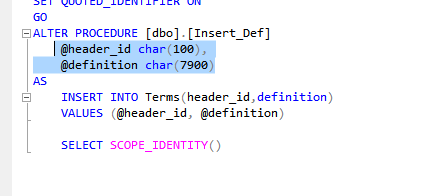 SET QUOTED_IDENTIFIER ON
GO
ALTER PROCEDURE [dbo].[Insert_Def]
@header_id char(100),
@definition char(7900)
AS
INSERT INTO Terms(header_id,definition)
VALUES (@header_id, @definition)
SELECT SCOPE_IDENTITY()